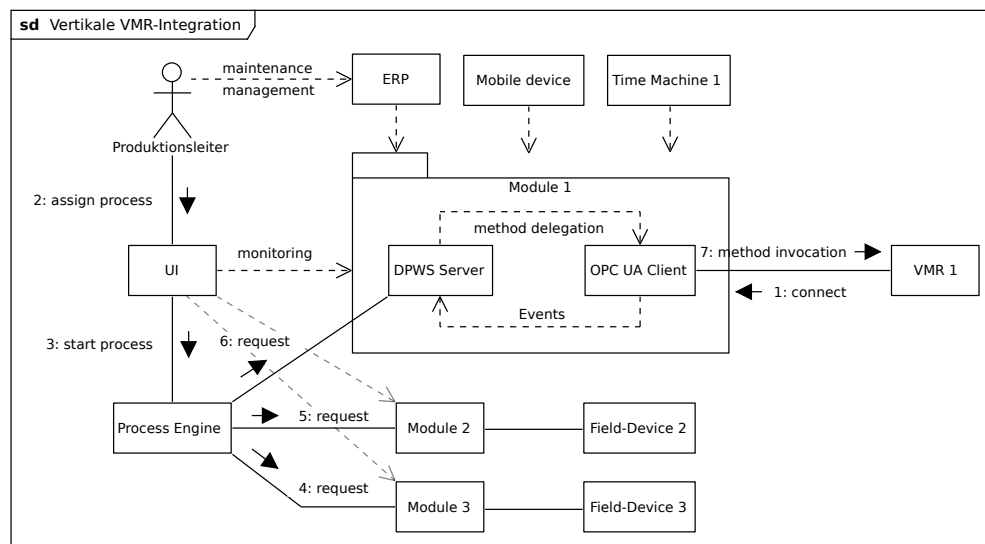 sd Vertikale VMR-Integration
maintenance
management
ERP
Mobile device
Time Machine 1
Produktionsleiter
Module 1
2: assign process
method delegation
UI
monitoring
DPWS Server
OPC UA Client
7: method invocation
VMR 1
1: connect
Events
3: start process
6: request
Process Engine
5: request
Module 2
Field-Device 2
4: request
Module 3
Field-Device 3